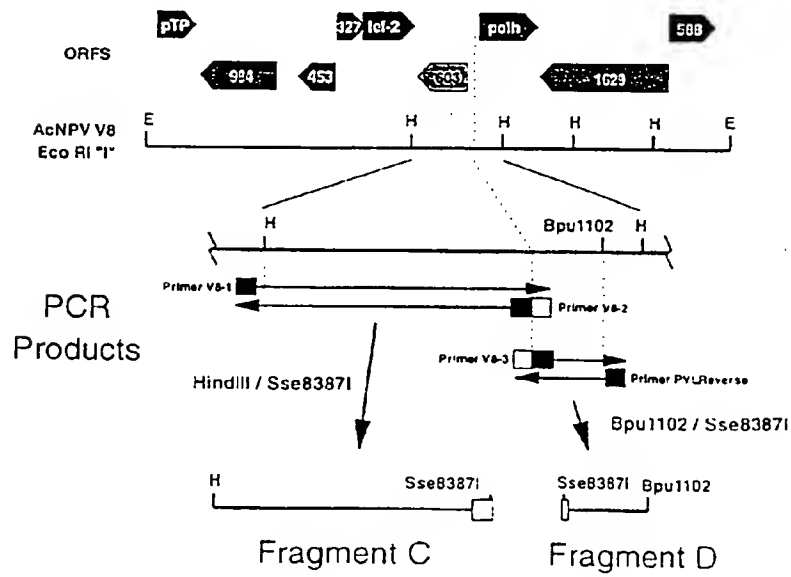 pTP
327
lef-2
polh
588
ORFS
984
453
603
1629
AcNPV V8
Eco RI "I"
E
H
H
H
H
E
H
Bpu1102
H
PCR
Products
Primer V8-1
Primer V8-2
Primer V8-3
Primer PVLReverse
HindIII / Sse8387I
Bpu1102 / Sse8387I
H
Sse8387I
Sse8387I
Bpu1102
Fragment C
Fragment D